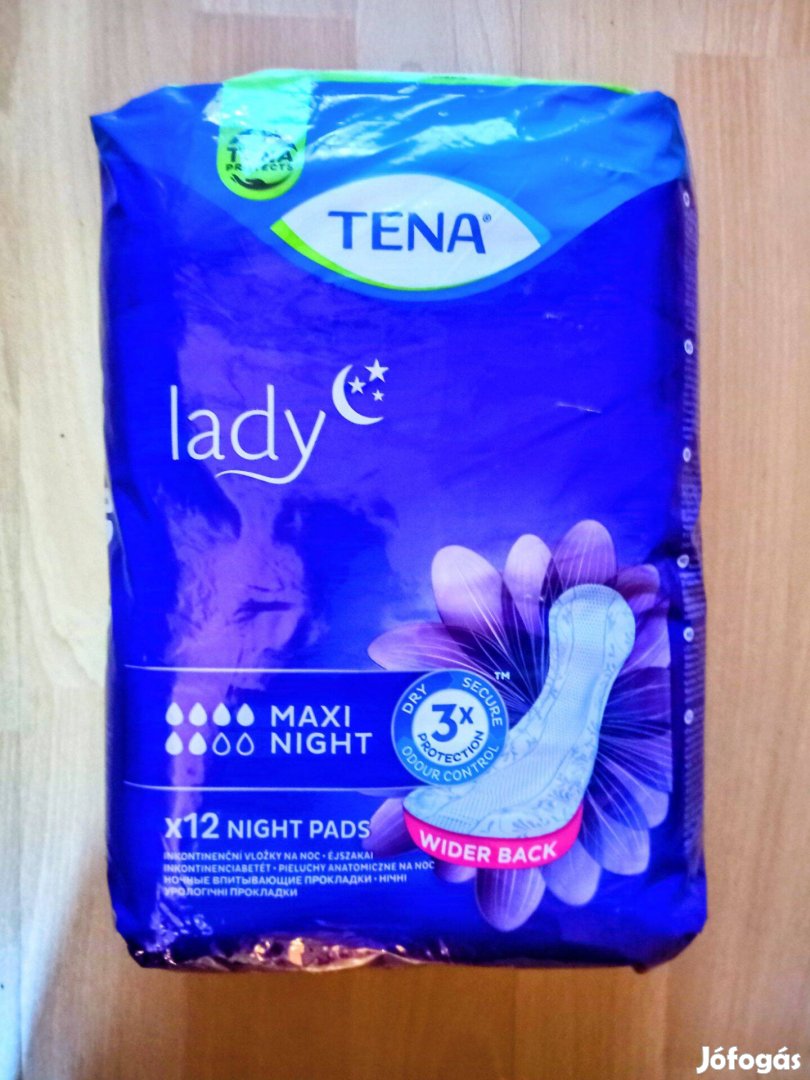 TENA
PROTECTS
TENA®
lady
MAXI
NIGHT
DRY SECURE
3x
PROTECTION
ODOUR CONTROL
TM
x12 NIGHT PADS
WIDER BACK
INKONTINENČNÍ VLOŽKY NA NOC · ÉJSZAKAI
INKONTINENCIABETÉT · PIELUCHY ANATOMICZNE NA NOC
НОЧНЫЕ ВПИТЫВАЮЩИЕ ПРОКЛАДКИ · НІЧНІ
УРОЛОГІЧНІ ПРОКЛАДКИ
Jófogás